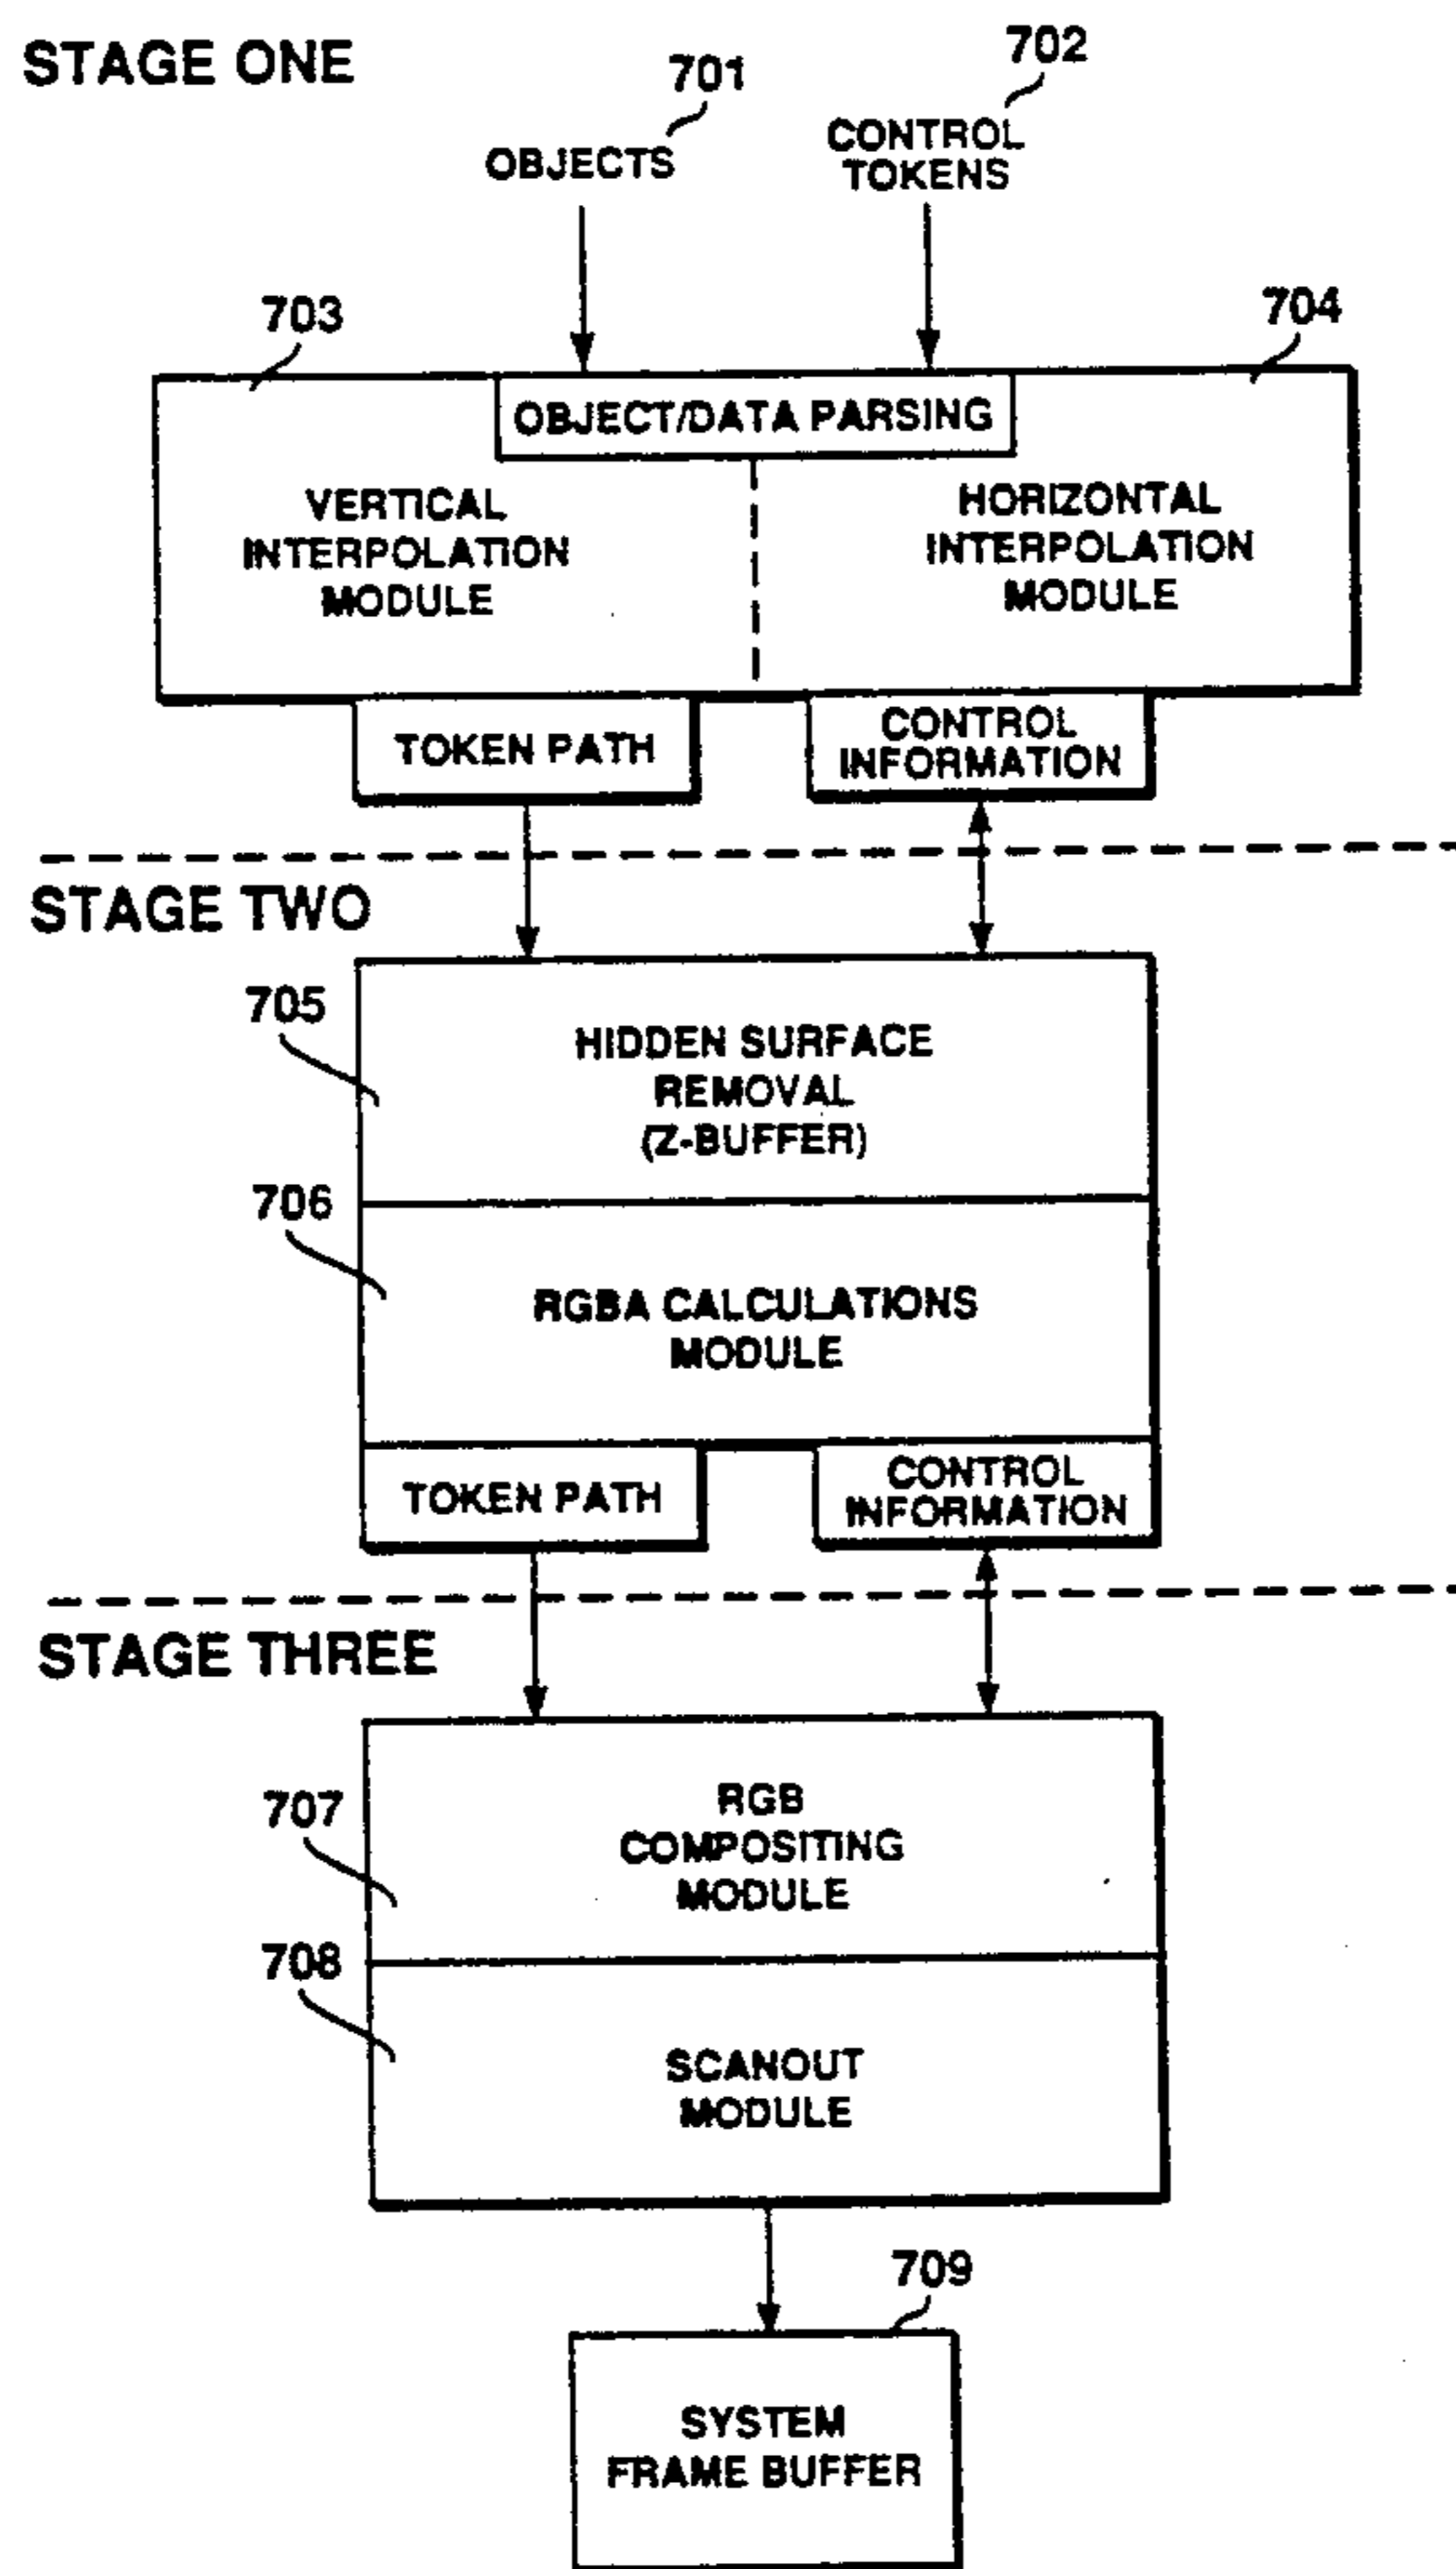 STAGE ONE
701
702
OBJECTS
CONTROL
TOKENS
703
704
OBJECT/DATA PARSING
VERTICAL
INTERPOLATION
MODULE
HORIZONTAL
INTERPOLATION
MODULE
TOKEN PATH
CONTROL
INFORMATION
STAGE TWO
705
HIDDEN SURFACE
REMOVAL
(Z-BUFFER)
706
RGBA CALCULATIONS
MODULE
TOKEN PATH
CONTROL
INFORMATION
STAGE THREE
707
RGB
COMPOSITING
MODULE
708
SCANOUT
MODULE
709
SYSTEM
FRAME BUFFER